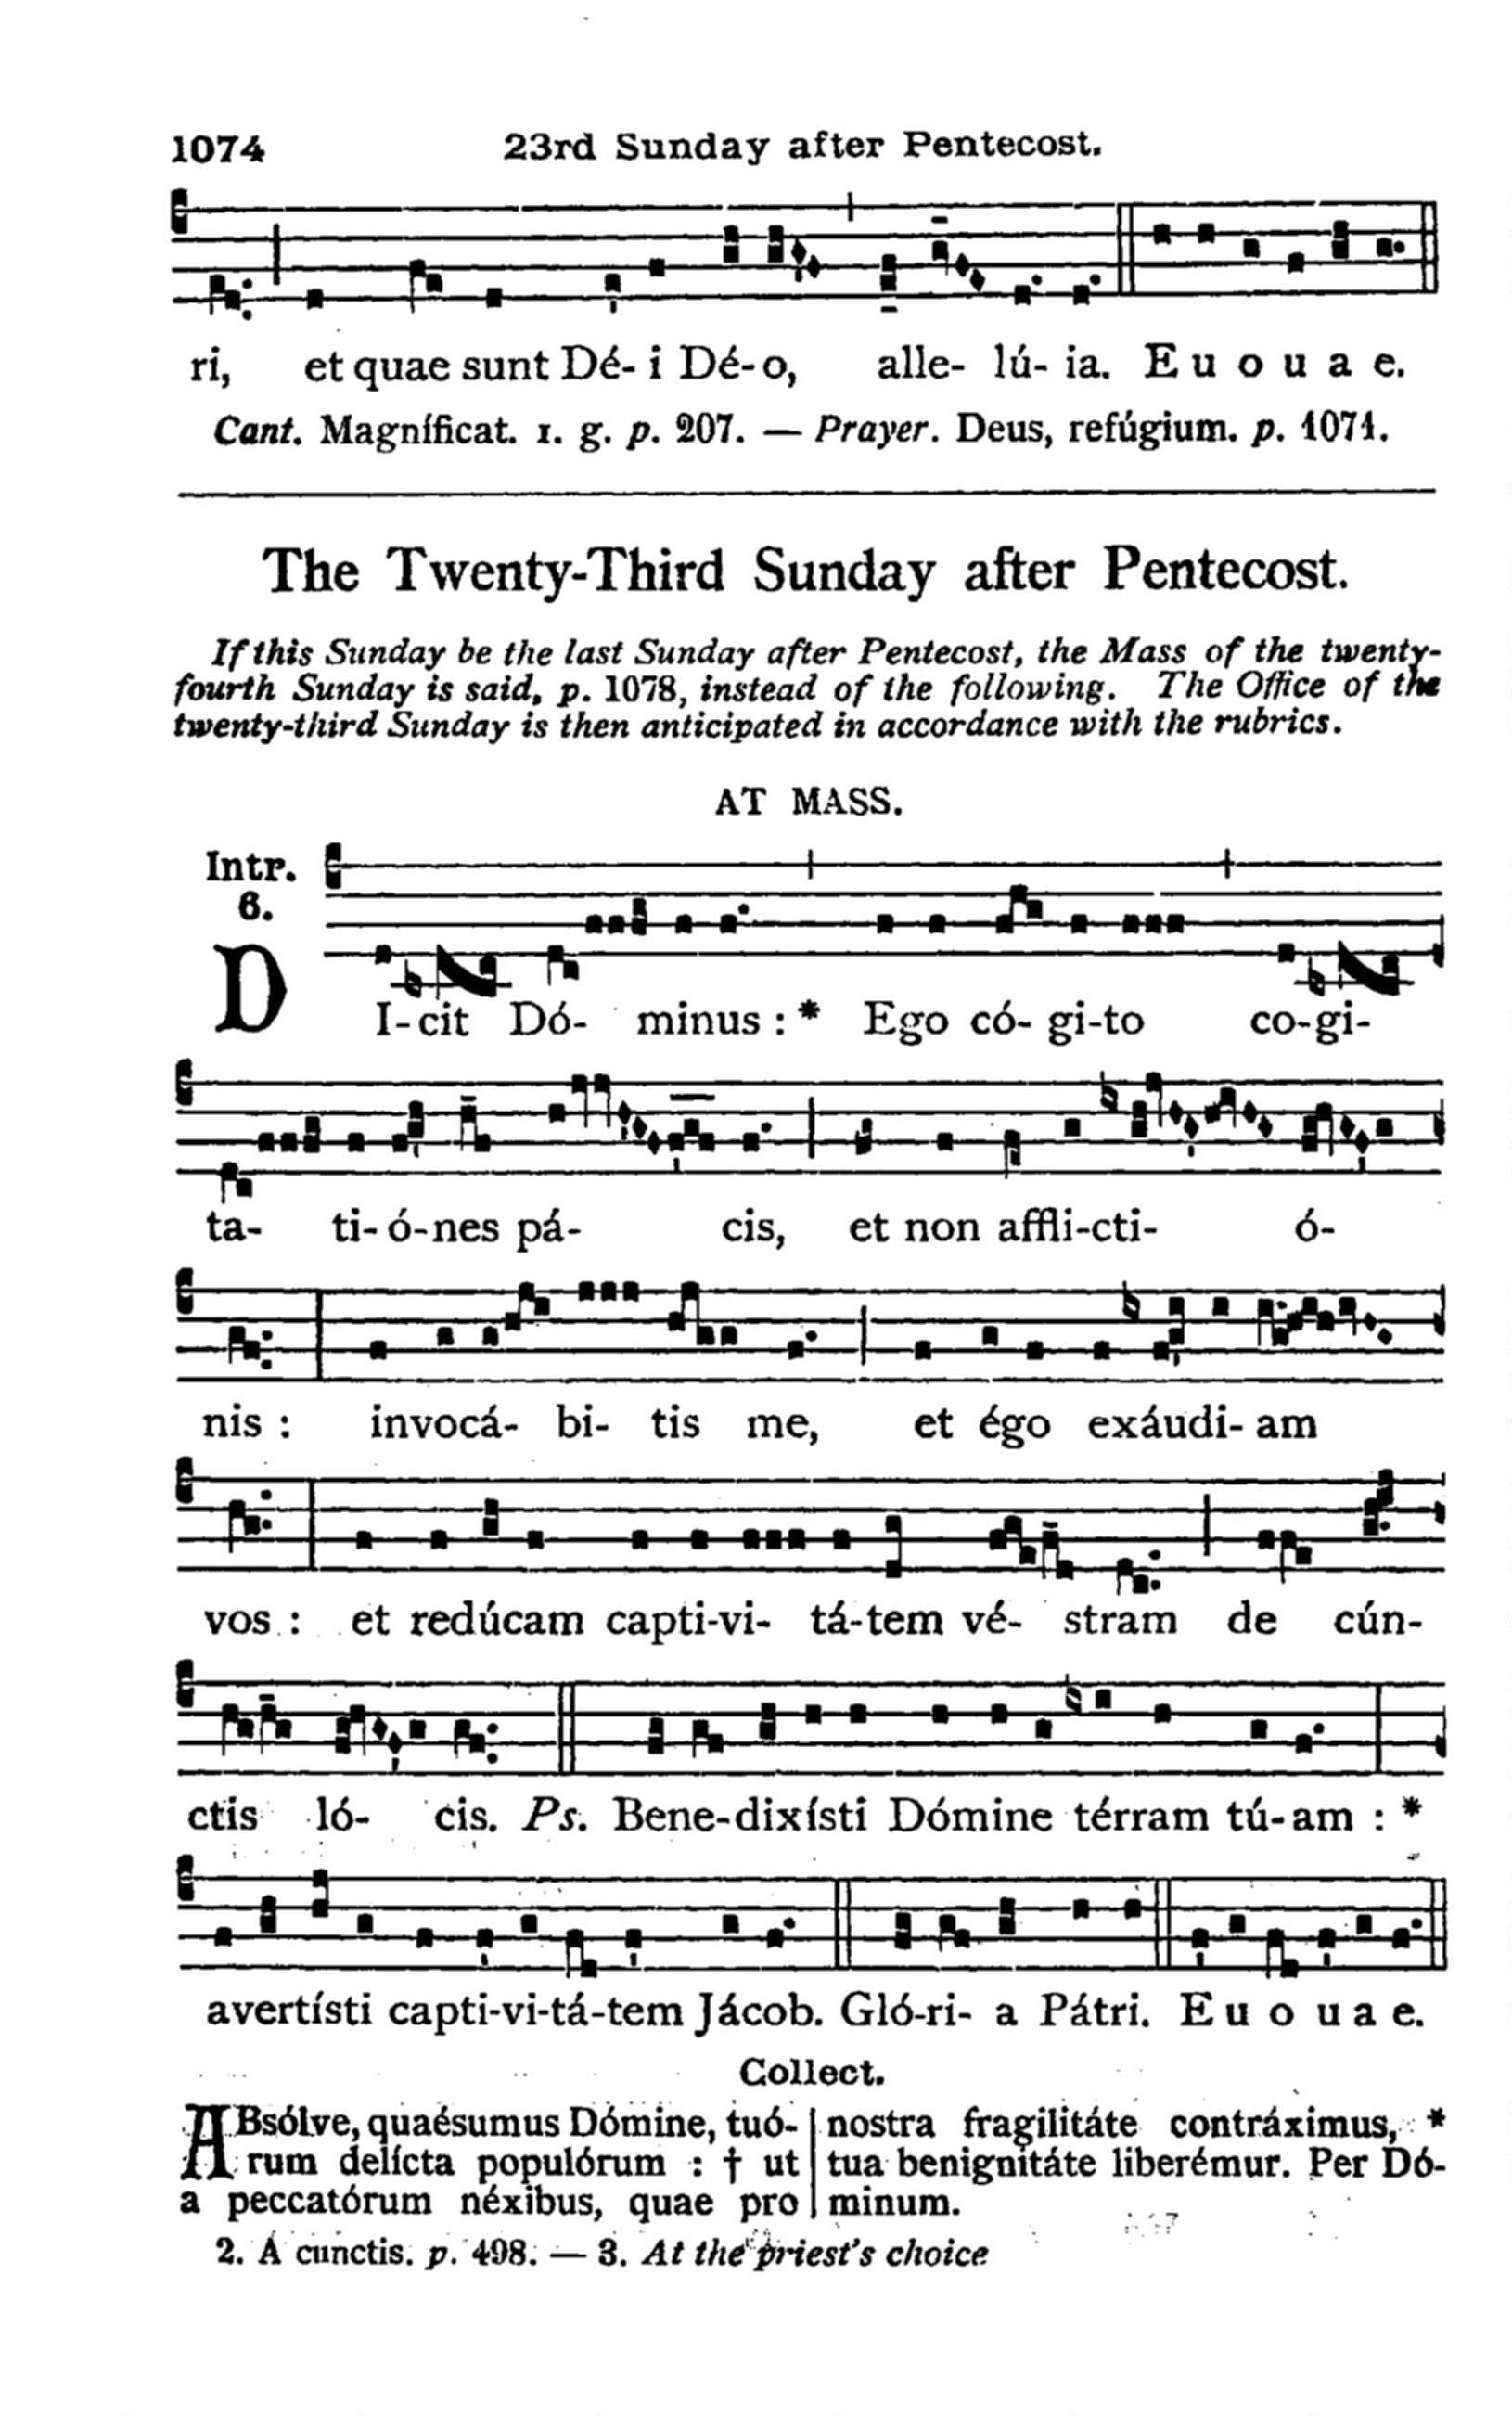 1074 23rd Sunday after Pentecost.
ri, et quae sunt Dé- i Dé-o, alle- lú- ia. E u o u a e.
Cant. Magníficat. 1. g. p. 207. — Prayer. Deus, refúgium. p. 1071.
The Twenty-Third Sunday after Pentecost.
If this Sunday be the last Sunday after Pentecost, the Mass of the twenty-
fourth Sunday is said, p. 1078, instead of the following. The Office of the
twenty-third Sunday is then anticipated in accordance with the rubrics.
AT MASS.
Intr.
6.
DI-cit Dó- minus : * Ego có- gi-to co-gi-
ta- ti-ó-nes pá- cis, et non affli-cti- ó-
nis : invocá- bi- tis me, et égo exáudi- am
vos : et redúcam capti-vi- tá-tem vé- stram de cún-
ctis ló- cis. Ps. Bene-dixísti Dómine térram tú-am : *
avertísti capti-vi-tá-tem Jácob. Gló-ri- a Pátri. E u o u a e.
Collect.
ABsólve, quaésumus Dómine, tuó-
rum delícta populórum : † ut
a peccatórum néxibus, quae pro
nostra fragilitáte contráximus, *
tua benignitáte liberémur. Per Dó-
minum.
2. A cunctis. p. 498. — 3. At the priest's choice